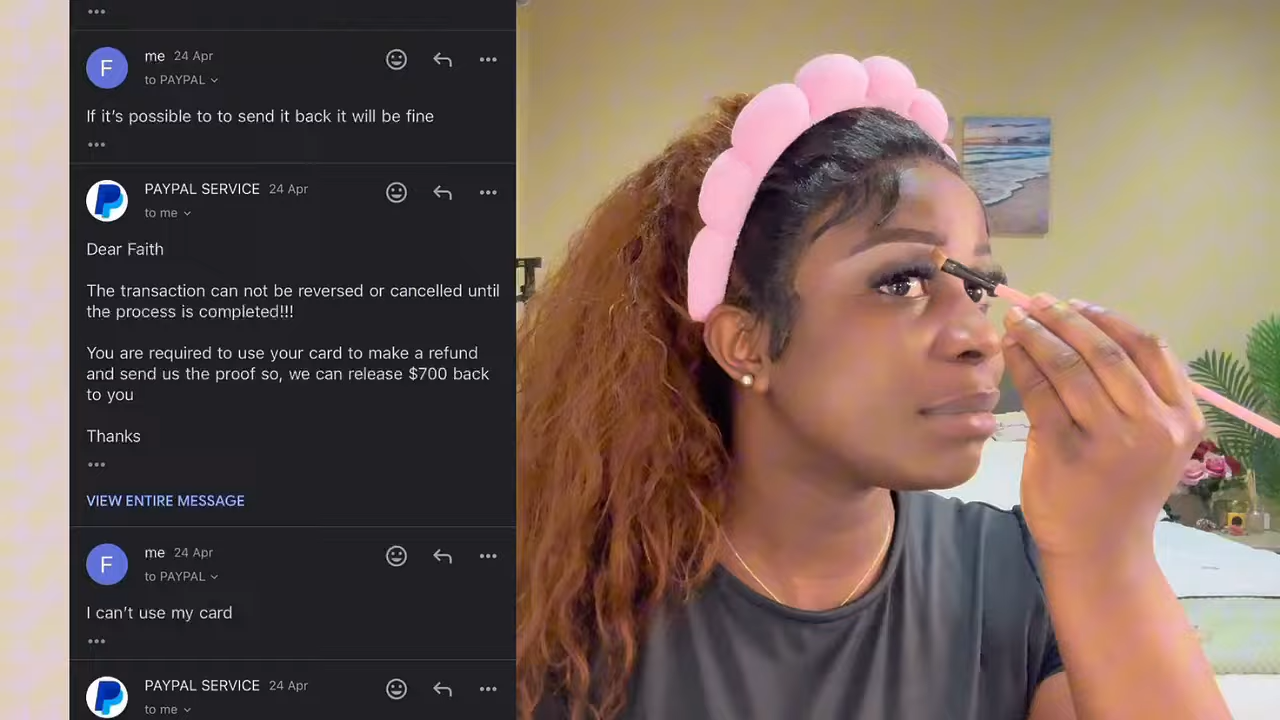 ...
F
me 24 Apr
to PAYPAL
If it's possible to to send it back it will be fine
...
PAYPAL SERVICE 24 Apr
to me
Dear Faith
The transaction can not be reversed or cancelled until
the process is completed!!!
You are required to use your card to make a refund
and send us the proof so, we can release $700 back
to you
Thanks
...
VIEW ENTIRE MESSAGE
F
me 24 Apr
to PAYPAL
I can't use my card
...
PAYPAL SERVICE 24 Apr
to me